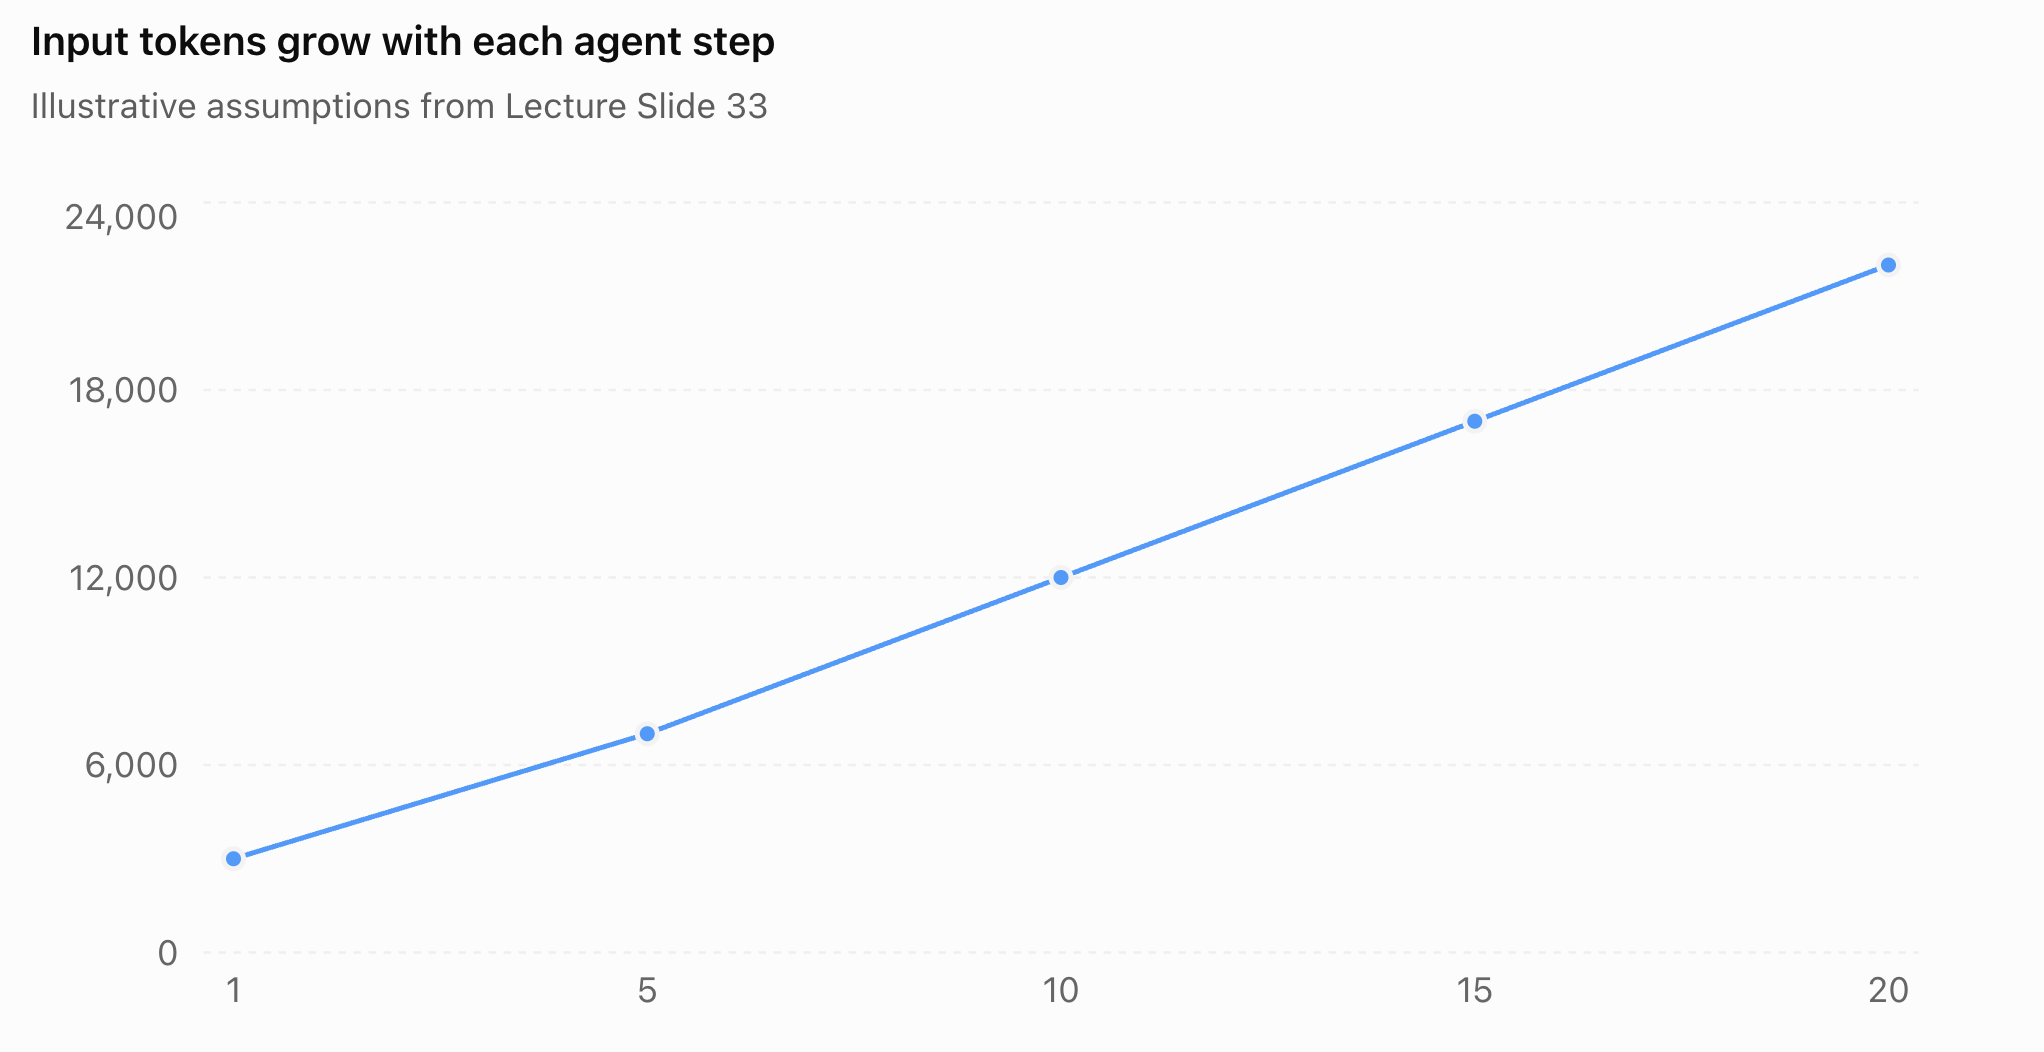 Input tokens grow with each agent step
Illustrative assumptions from Lecture Slide 33
24,000
18,000
12,000
6,000
0
1 5 10 15 20